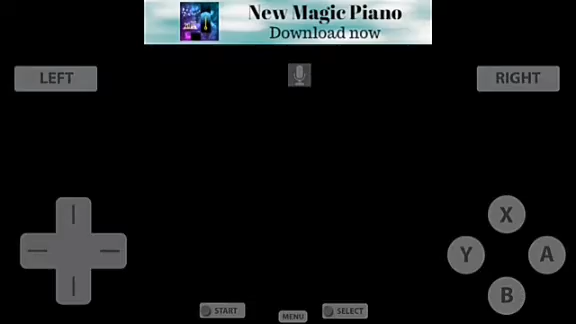 New Magic Piano
Download now
LEFT
RIGHT
X
Y
A
B
START
MENU
SELECT